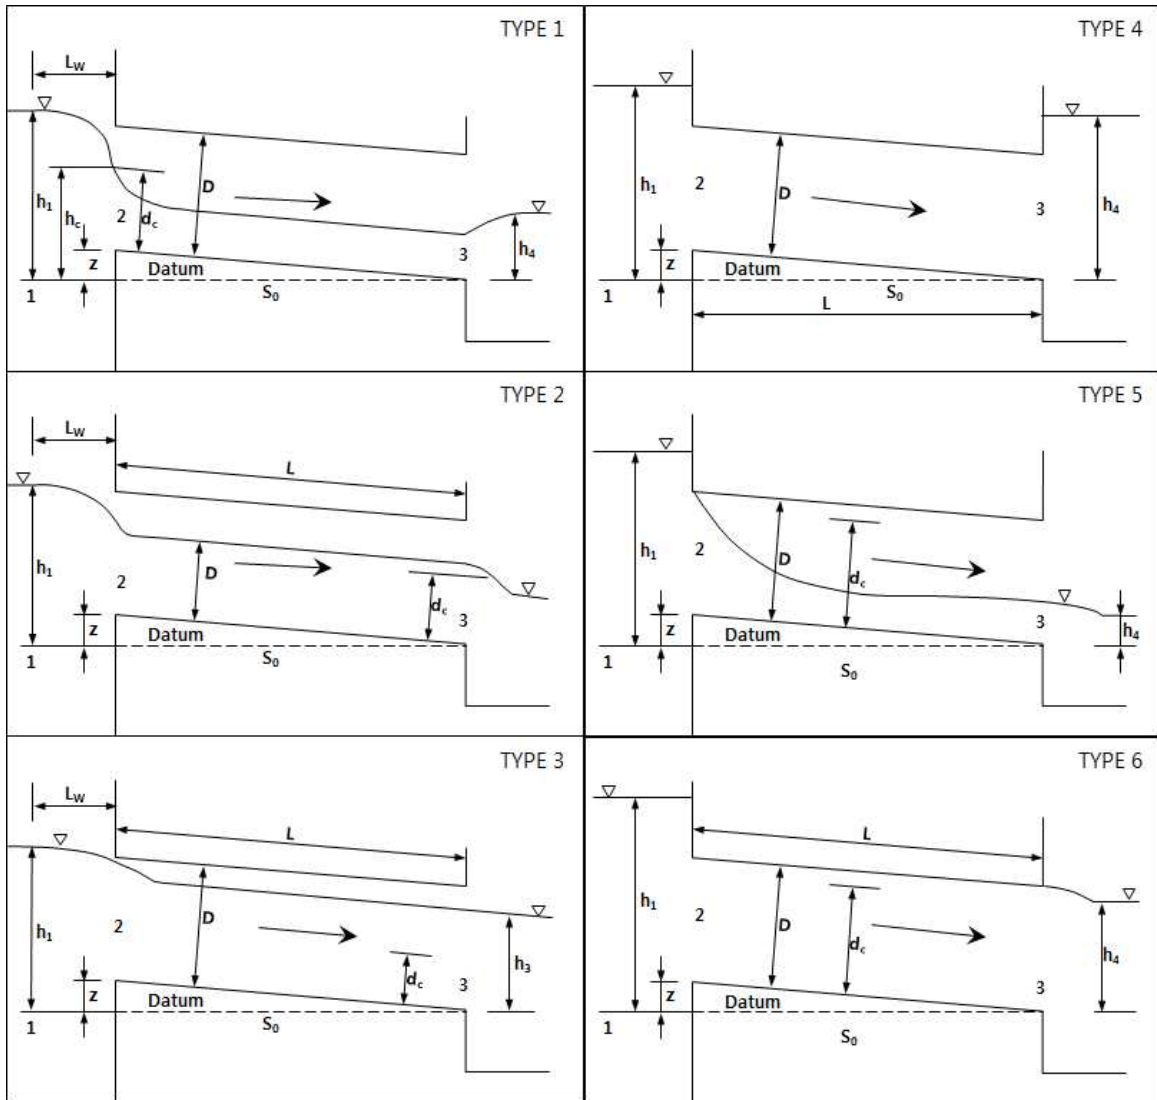 TYPE 1
Lw
h₁
hc
z
2
dc
D
3
h₄
Datum
1
S₀
TYPE 4
h₁
2
D
3
h₄
z
Datum
1
S₀
L
TYPE 2
Lw
L
h₁
2
D
dc
3
z
Datum
1
S₀
TYPE 5
h₁
2
D
dc
3
h₄
z
Datum
1
S₀
TYPE 3
Lw
L
h₁
2
D
dc
3
h₃
z
Datum
1
S₀
TYPE 6
L
h₁
2
D
dc
3
h₄
z
Datum
1
S₀